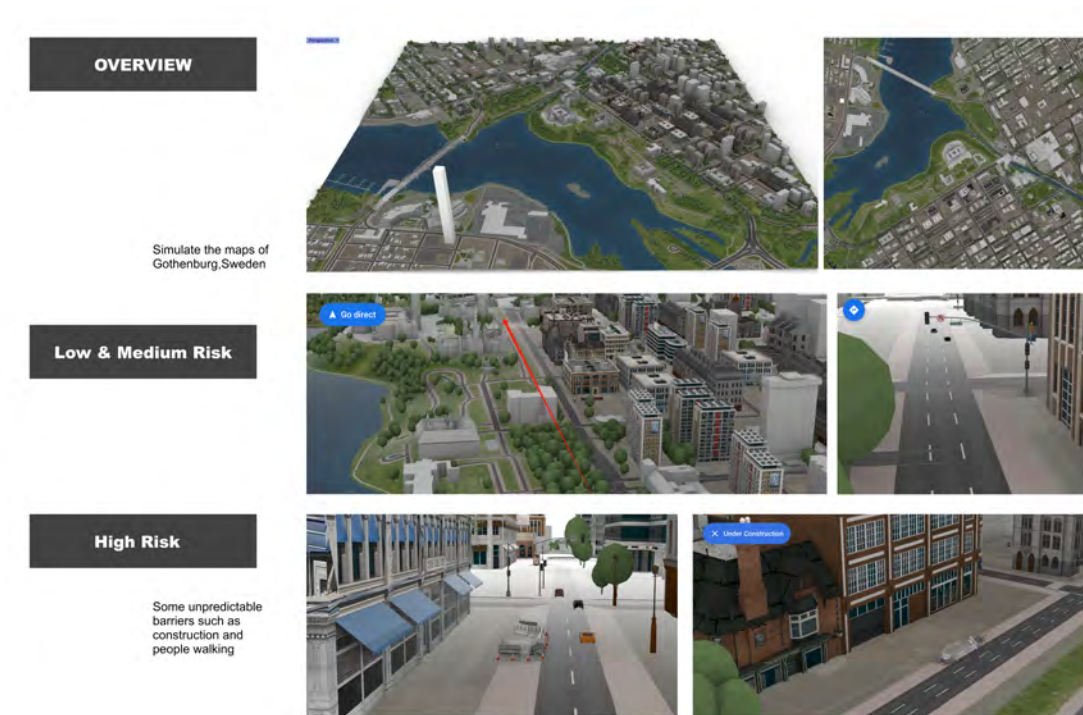 OVERVIEW
Perspective
Simulate the maps of
Gothenburg,Sweden
Go direct
Low & Medium Risk
High Risk
Under Construction
Some unpredictable
barriers such as
construction and
people walking